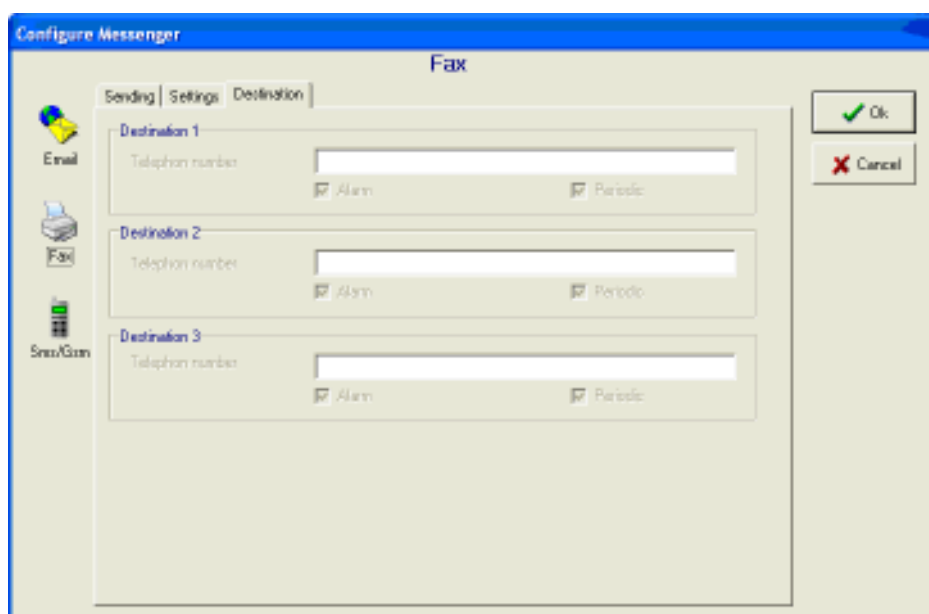 Configure Messenger
Fax
Sending Settings Destination
Ok
Cancel
Email
Fax
Sms/Gsm
Destination 1
Telephon number
Alarm Periodic
Destination 2
Telephon number
Alarm Periodic
Destination 3
Telephon number
Alarm Periodic